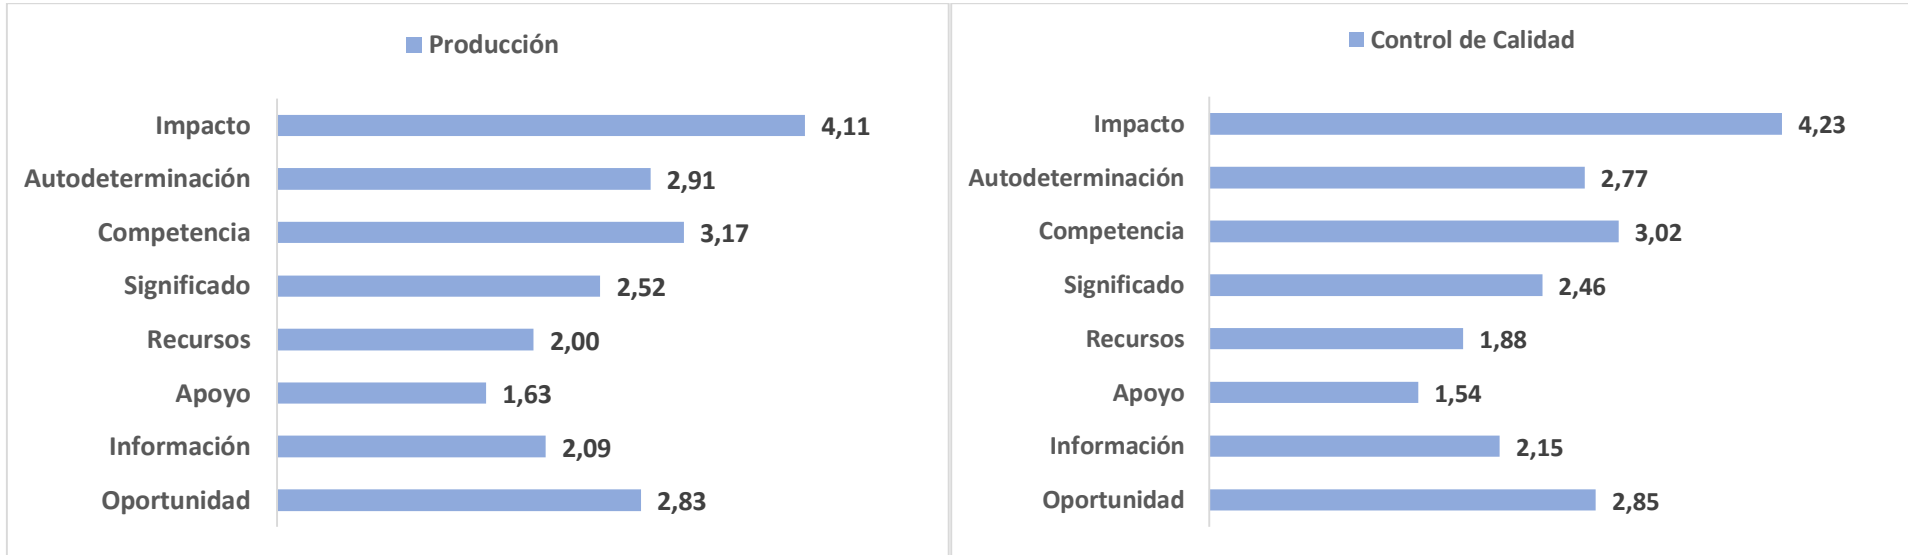 Producción
Impacto 4,11
Autodeterminación 2,91
Competencia 3,17
Significado 2,52
Recursos 2,00
Apoyo 1,63
Información 2,09
Oportunidad 2,83
Control de Calidad
Impacto 4,23
Autodeterminación 2,77
Competencia 3,02
Significado 2,46
Recursos 1,88
Apoyo 1,54
Información 2,15
Oportunidad 2,85